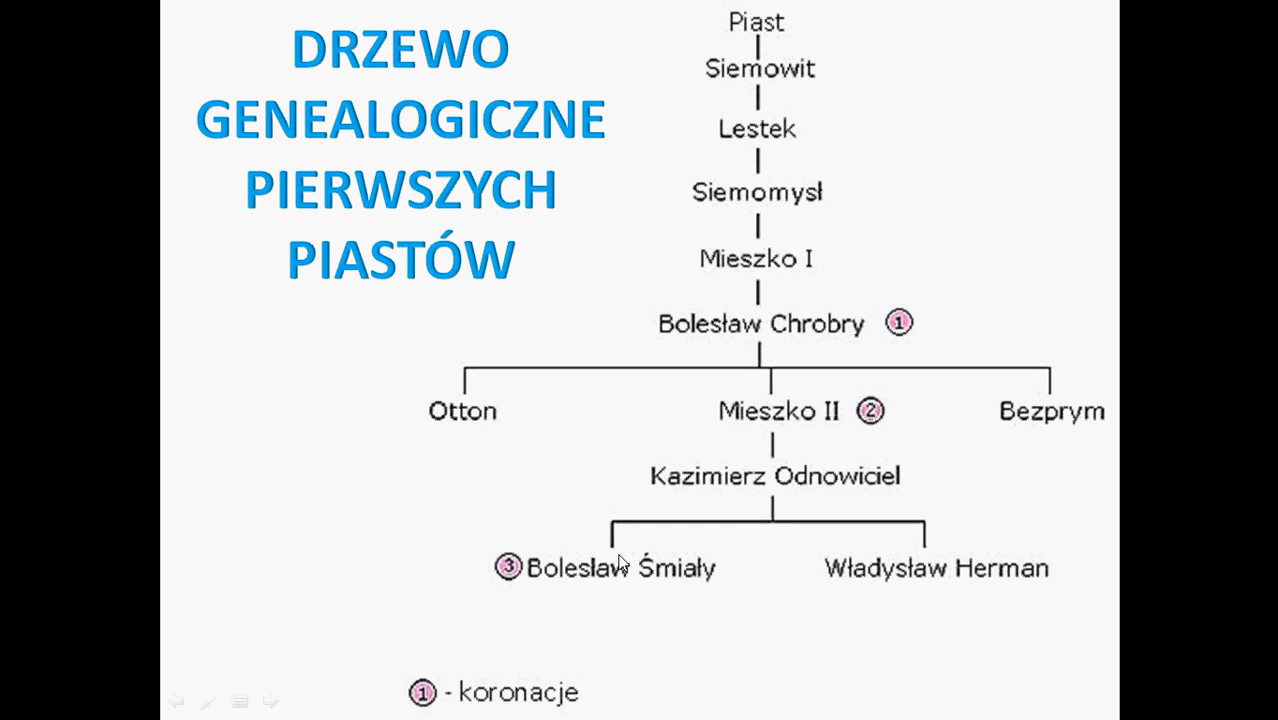 DRZEWO
GENEALOGICZNE
PIERWSZYCH
PIASTÓW
Piast
Siemowit
Lestek
Siemomysł
Mieszko I
Bolesław Chrobry 1
Otton Mieszko II 2 Bezprym
Kazimierz Odnowiciel
3 Bolesław Śmiały Władysław Herman
1 - koronacje